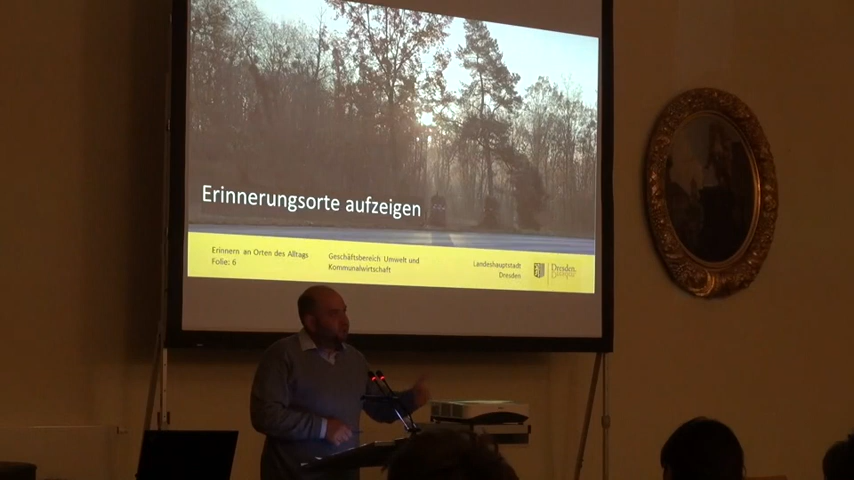 Erinnerungsorte aufzeigen
Erinnern an Orten des Alltags
Folie: 6
Geschäftsbereich Umwelt und
Kommunalwirtschaft
Landeshauptstadt
Dresden
Dresden.